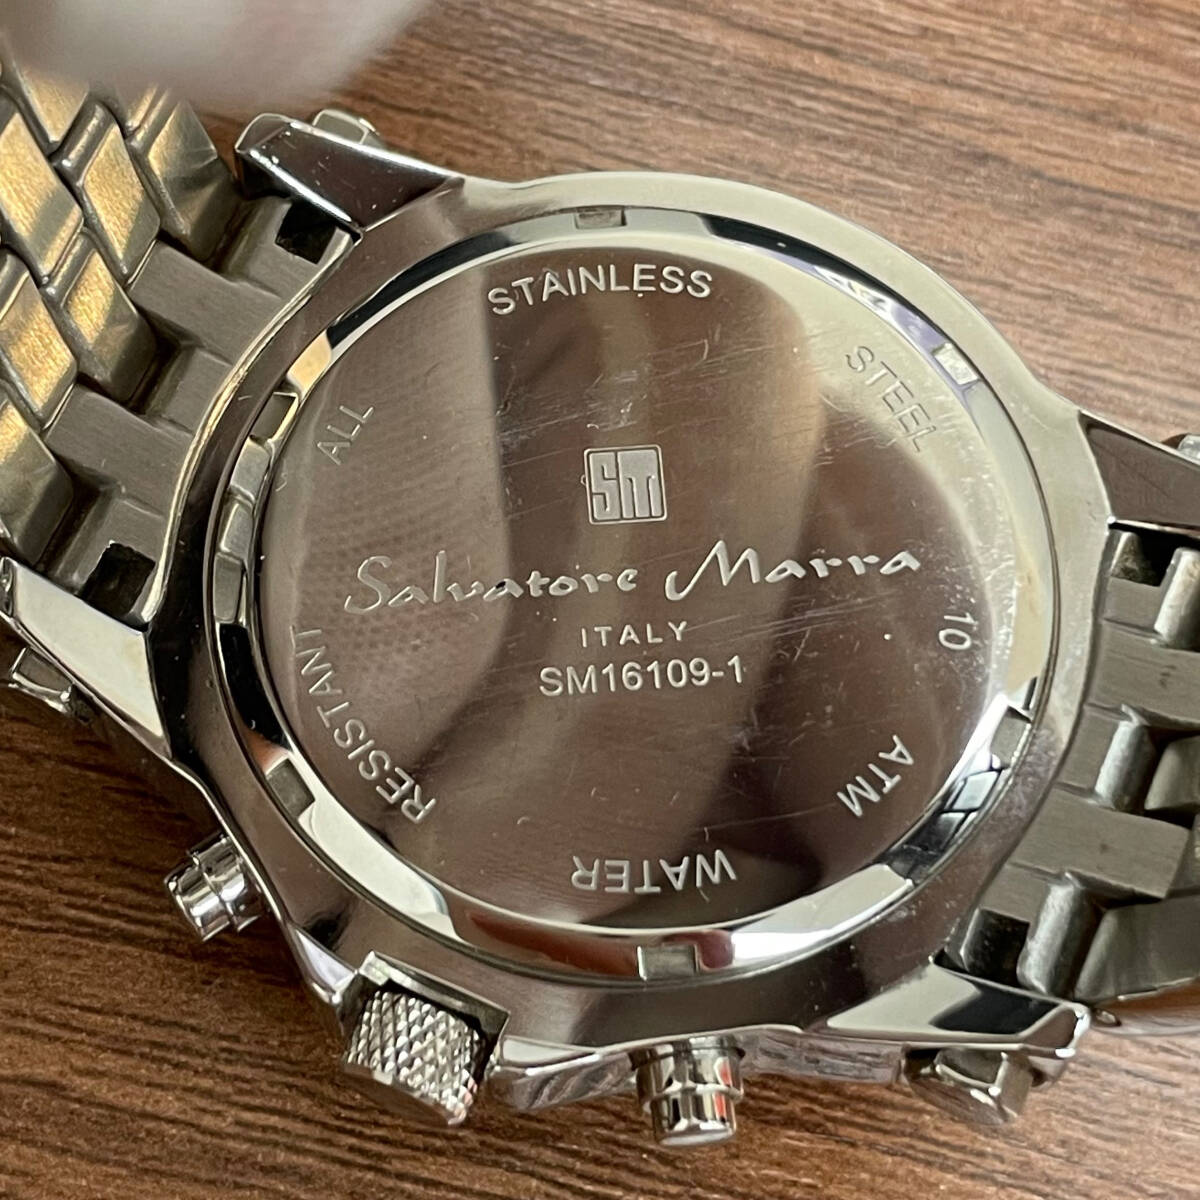 ALL STAINLESS STEEL
10 ATM WATER RESISTANT
SM
Salvatore Marra
ITALY
SM16109-1